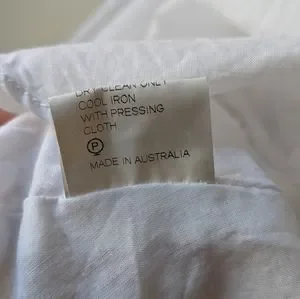 DRY CLEAN ONLY
COOL IRON
WITH PRESSING
CLOTH
P
MADE IN AUSTRALIA